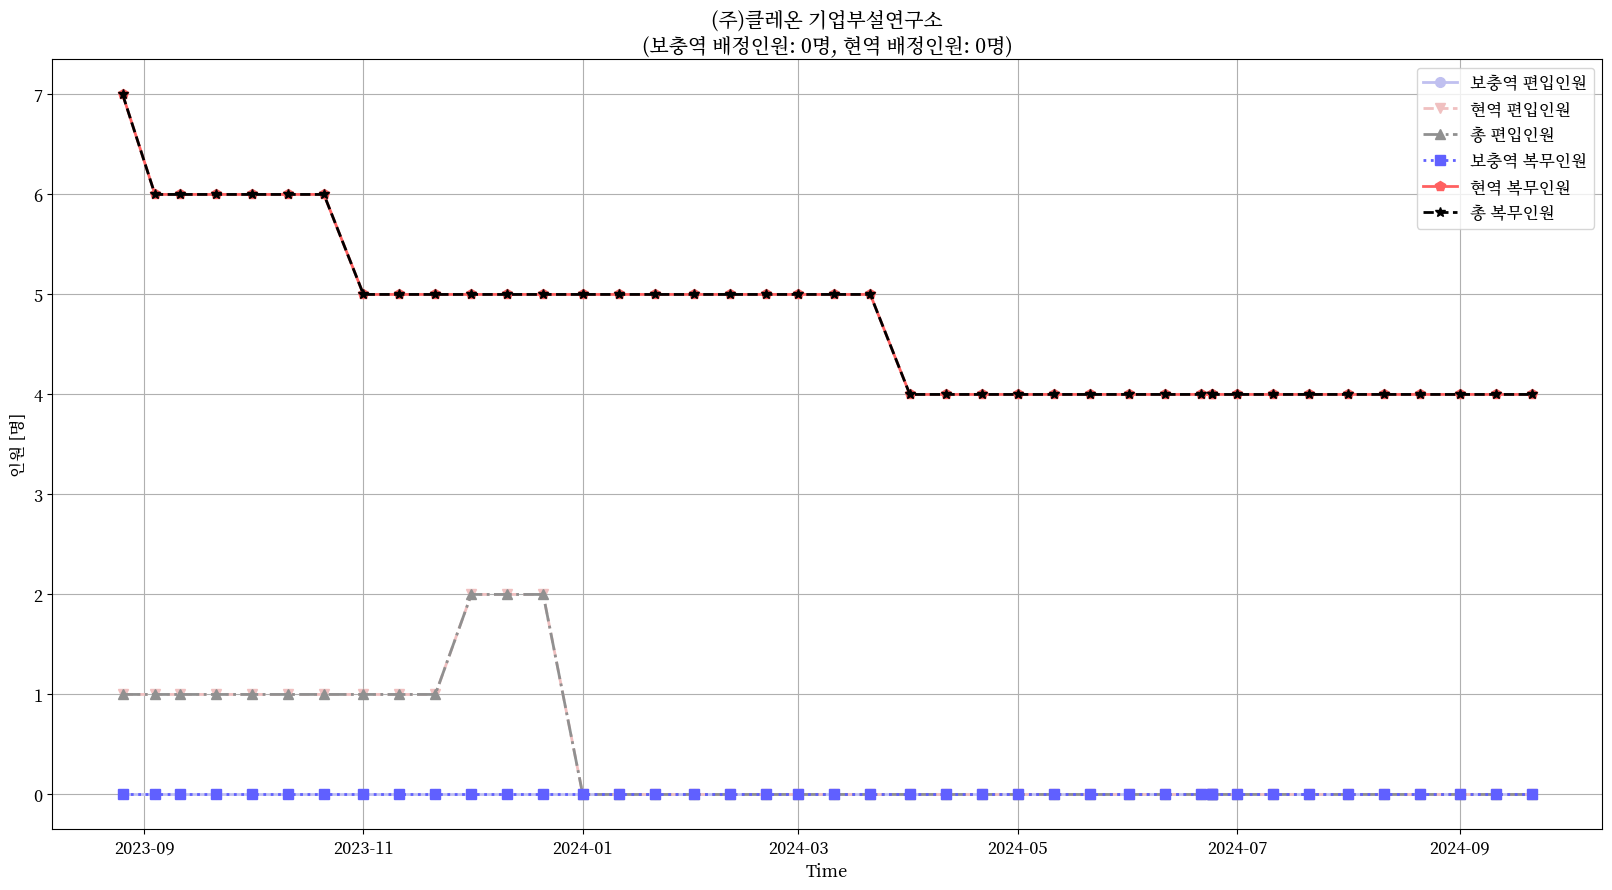 (주)클레온 기업부설연구소
(보충역 배정인원: 0명, 현역 배정인원: 0명)
보충역 편입인원
현역 편입인원
총 편입인원
보충역 복무인원
현역 복무인원
총 복무인원
인원 [명]
7
6
5
4
3
2
1
0
2023-09
2023-11
2024-01
2024-03
2024-05
2024-07
2024-09
Time